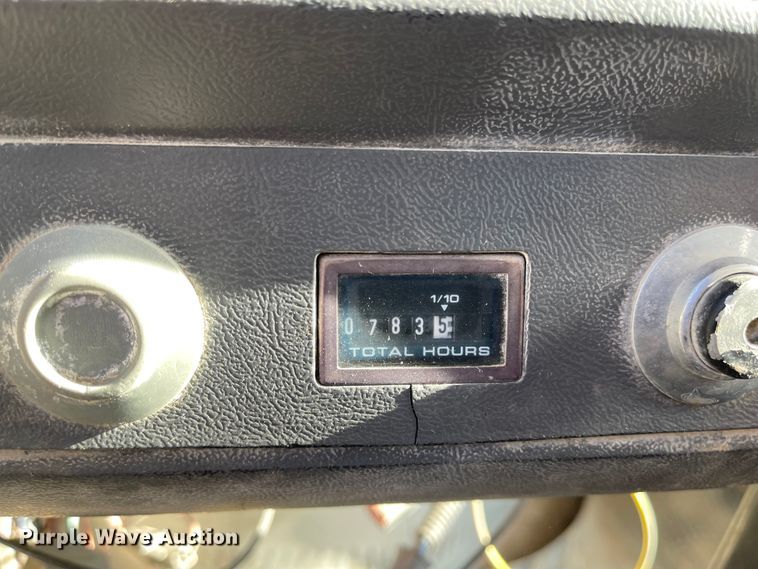 1/10
07835
TOTAL HOURS
Purple Wave Auction